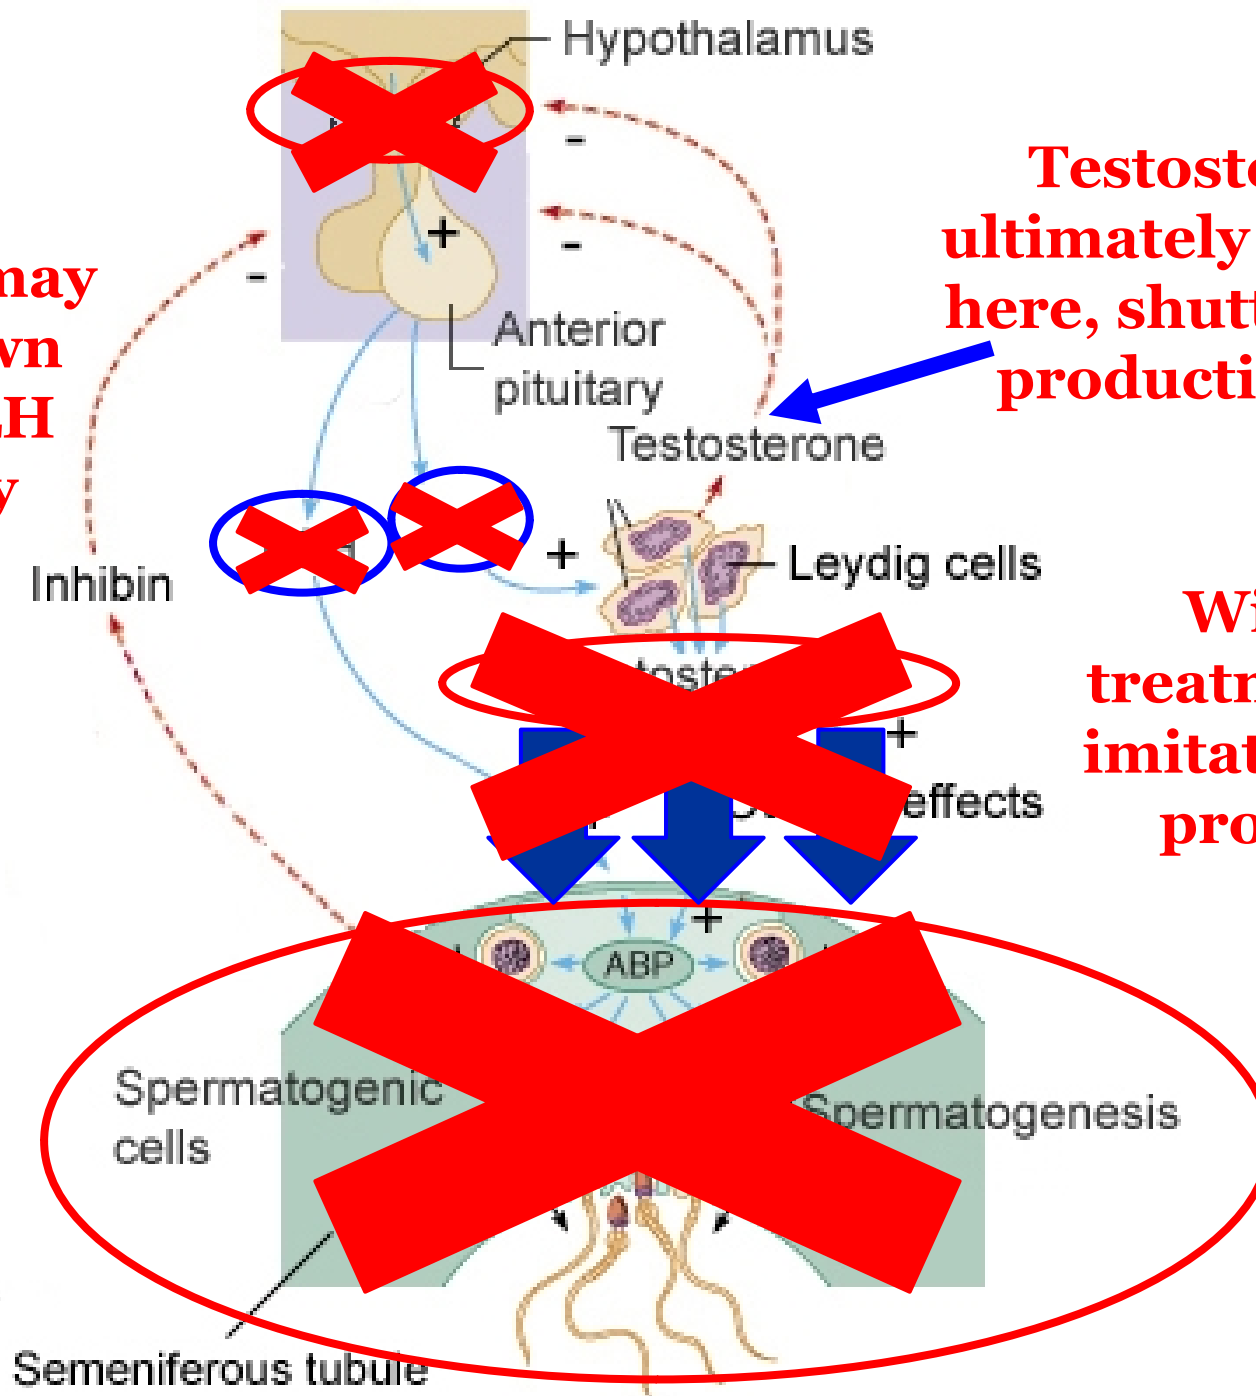 Hypothalamus
-
Testoste
ultimately
here, shutt
producti
-
+
-
may
wn
LH
y
Anterior
pituitary
Testosterone
+
Leydig cells
Inhibin
Wi
treatn
imitat
pro
toster
+
effects
+
ABP
Spermatogenic
cells
Spermatogenesis
Semeniferous tubule